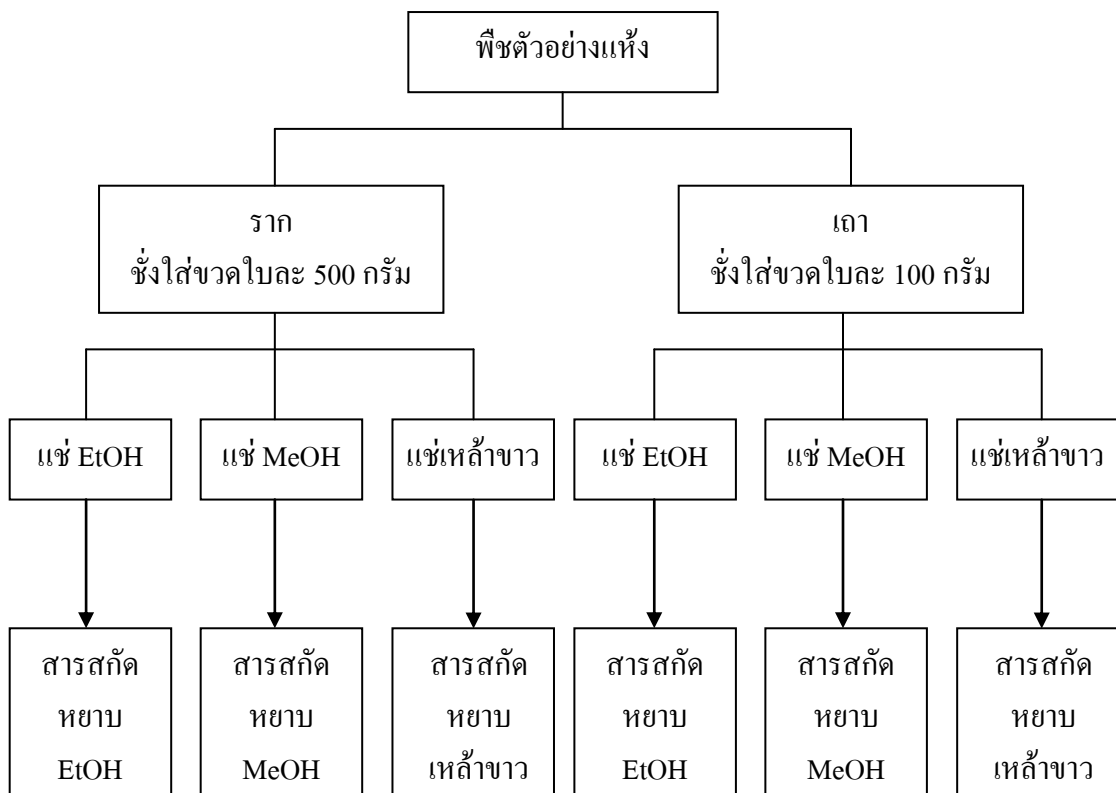 พืชตัวอย่างแห้ง
ราก
ชั่งใส่ขวดใบละ 500 กรัม
เถา
ชั่งใส่ขวดใบละ 100 กรัม
แช่ EtOH
แช่ MeOH
แช่เหล้าขาว
แช่ EtOH
แช่ MeOH
แช่เหล้าขาว
สารสกัด
หยาบ
EtOH
สารสกัด
หยาบ
MeOH
สารสกัด
หยาบ
เหล้าขาว
สารสกัด
หยาบ
EtOH
สารสกัด
หยาบ
MeOH
สารสกัด
หยาบ
เหล้าขาว